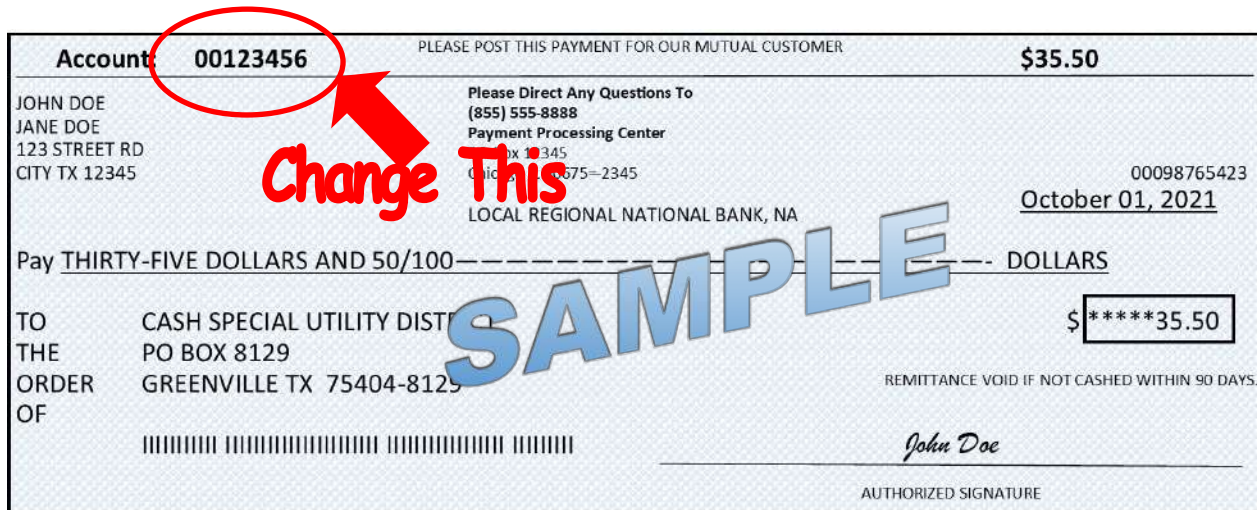 PLEASE POST THIS PAYMENT FOR OUR MUTUAL CUSTOMER
Account: 00123456 $35.50
JOHN DOE
JANE DOE
123 STREET RD
CITY TX 12345
Please Direct Any Questions To
(855) 555-8888
Payment Processing Center
Change This
LOCAL REGIONAL NATIONAL BANK, NA
00098765423
October 01, 2021
SAMPLE
Pay THIRTY-FIVE DOLLARS AND 50/100 DOLLARS
TO CASH SPECIAL UTILITY
THE PO BOX 8129
ORDER GREENVILLE TX 75404-8129
OF
$ *****35.50
REMITTANCE VOID IF NOT CASHED WITHIN 90 DAYS.
John Doe
AUTHORIZED SIGNATURE